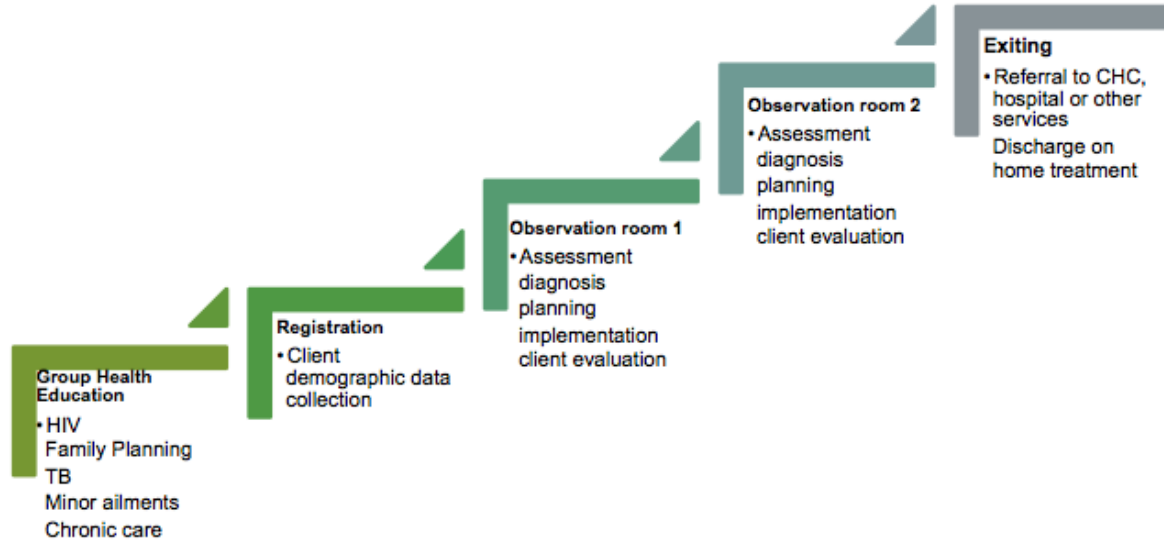 Group Health
Education
• HIV
Family Planning
TB
Minor ailments
Chronic care
Registration
• Client
demographic data
collection
Observation room 1
• Assessment
diagnosis
planning
implementation
client evaluation
Observation room 2
• Assessment
diagnosis
planning
implementation
client evaluation
Exiting
• Referral to CHC,
hospital or other
services
Discharge on
home treatment